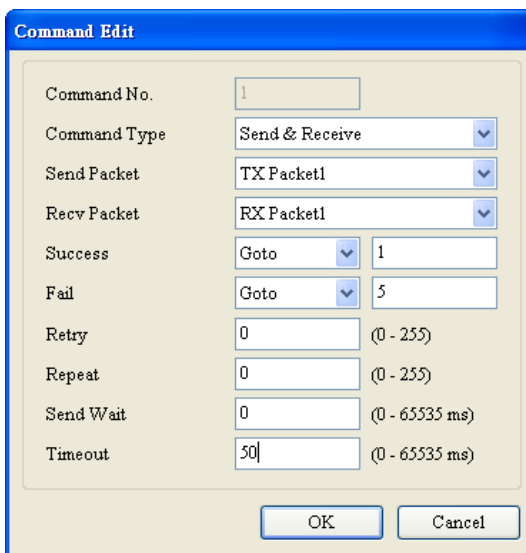 Command Edit
Command No. 1
Command Type Send & Receive
Send Packet TX Packet1
Recv Packet RX Packet1
Success Goto 1
Fail Goto 5
Retry 0 (0 - 255)
Repeat 0 (0 - 255)
Send Wait 0 (0 - 65535 ms)
Timeout 50 (0 - 65535 ms)
OK Cancel